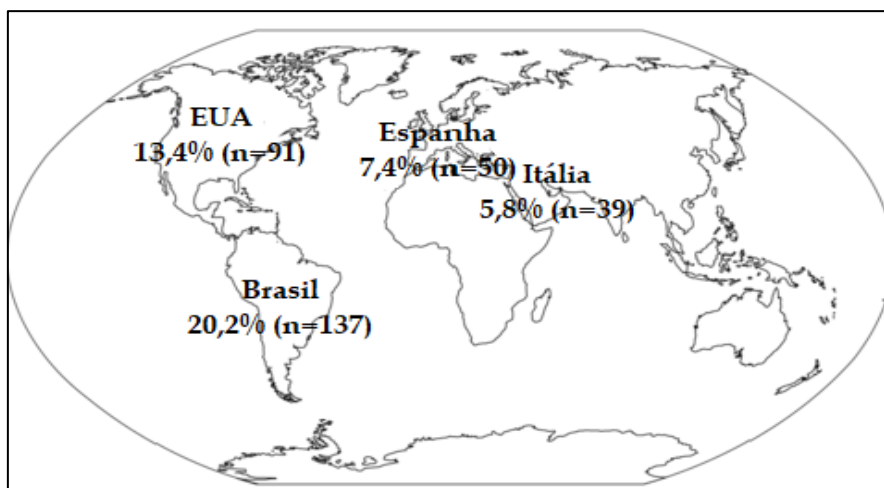 EUA
13,4% (n=91)
Espanha
7,4% (n=50)
Itália
5,8% (n=39)
Brasil
20,2% (n=137)